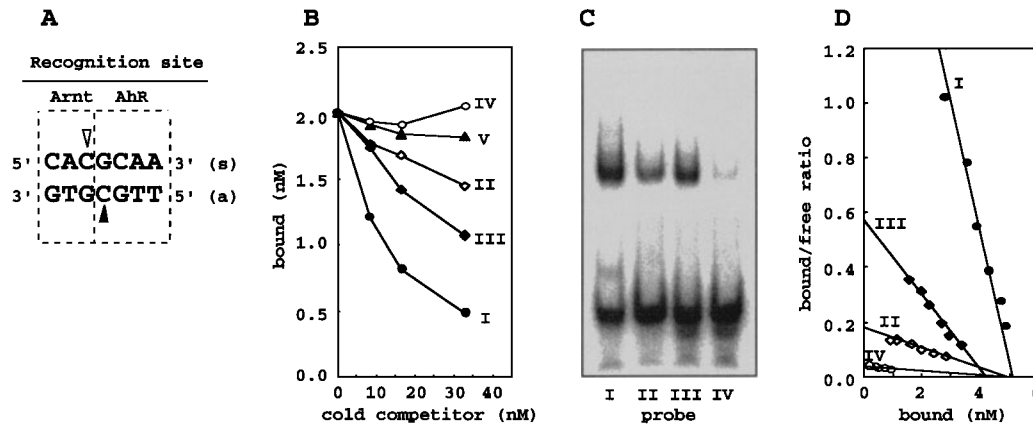 A
Recognition site
Arnt AhR
5' CACGCAA 3' (s)
3' GTGCGTT 5' (a)
B
bound (nM)
2.5
2.0
1.5
1.0
0.5
0.0
IV
V
II
III
I
0 10 20 30 40
cold competitor (nM)
C
I II III IV
probe
D
bound/free ratio
1.2
1.0
0.8
0.6
0.4
0.2
0
I
III
II
IV
0 2 4
bound (nM)